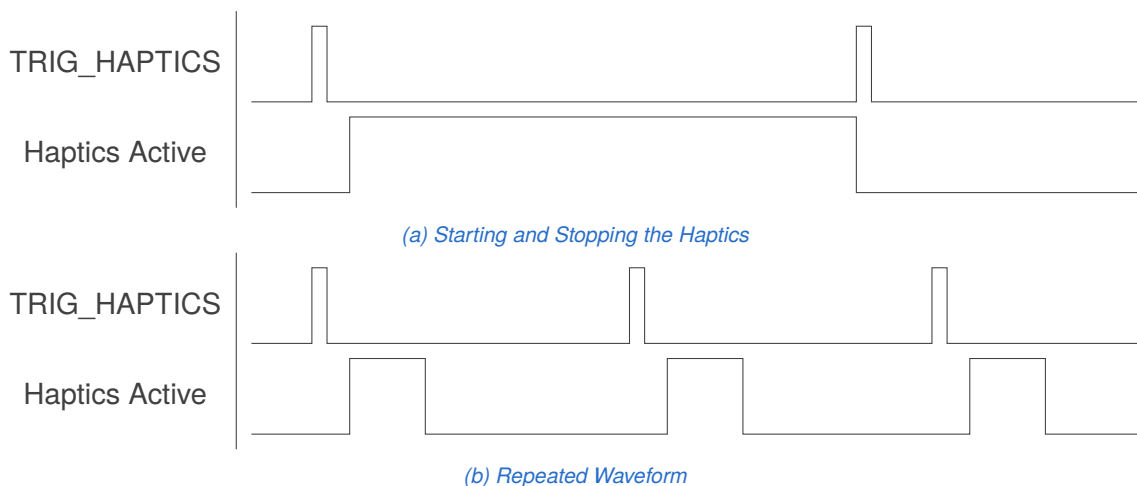 TRIG_HAPTICS
Haptics Active
(a) Starting and Stopping the Haptics
TRIG_HAPTICS
Haptics Active
(b) Repeated Waveform